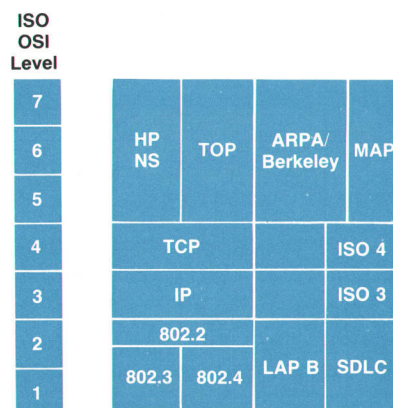 ISO
OSI
Level
7
6
5
4
3
2
1
HP
NS
TOP
ARPA/
Berkeley
MAP
TCP
ISO 4
IP
ISO 3
802.2
802.3
802.4
LAP B
SDLC